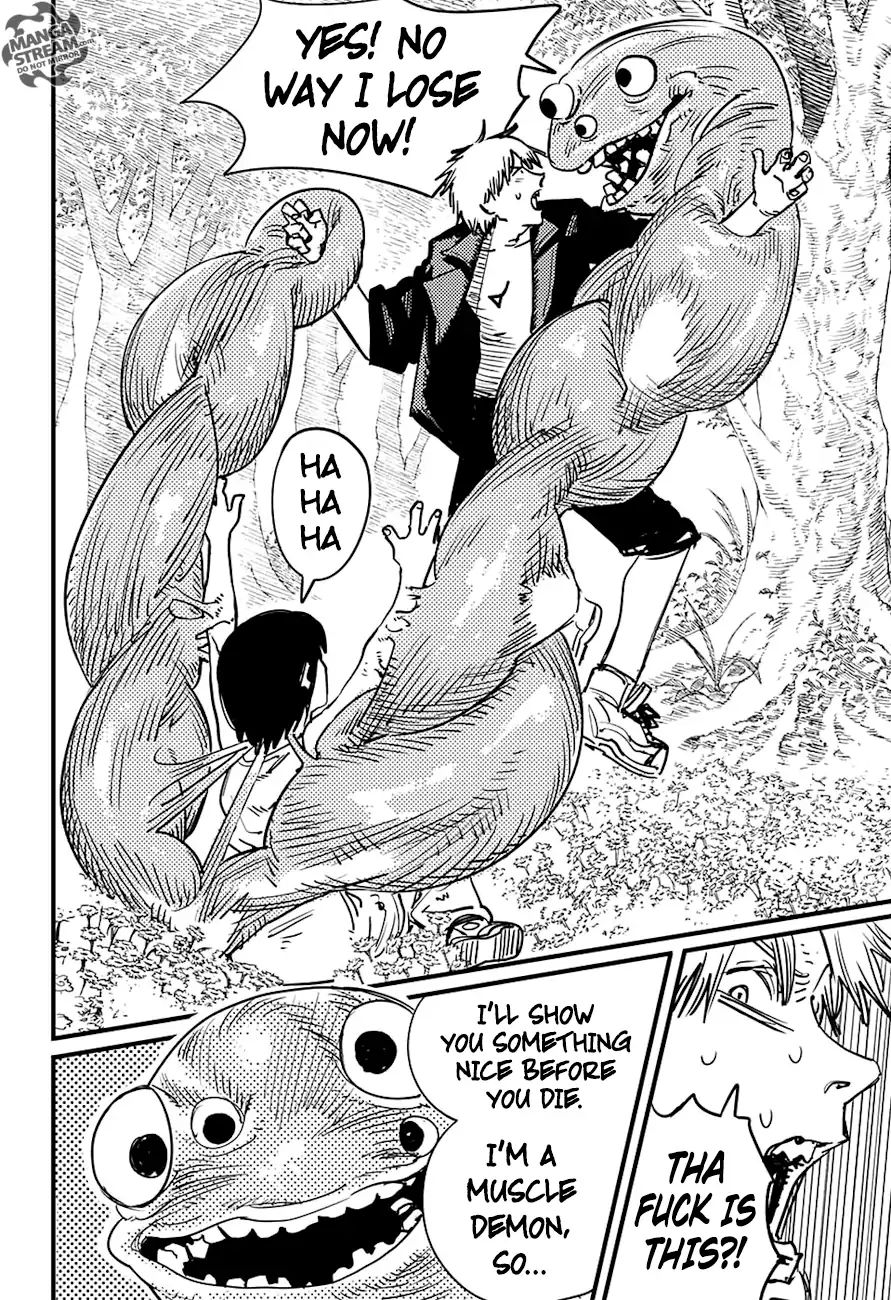 MANGA
STREAM.com
DO NOT MIRROR
YES! NO
WAY I LOSE
NOW!
HA
HA
HA
THA
FUCK IS
THIS?!
I'LL SHOW
YOU SOMETHING
NICE BEFORE
YOU DIE.
I'M A
MUSCLE
DEMON,
SO...